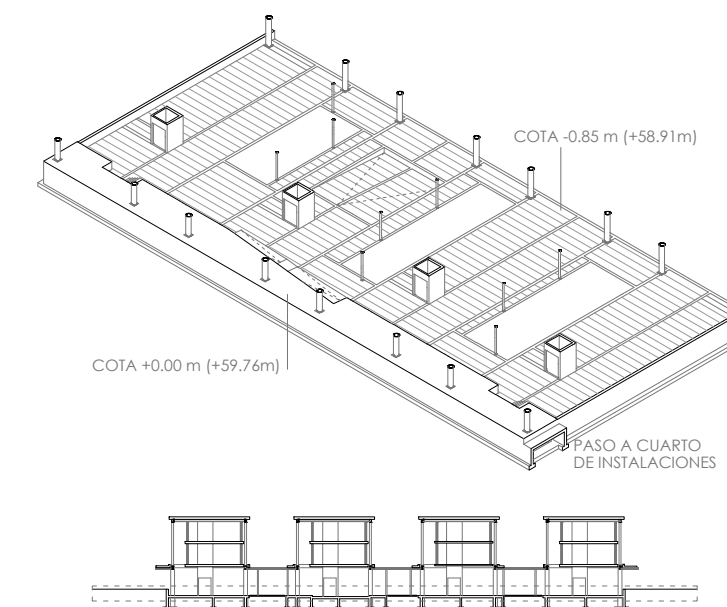 COTA -0.85 m (+58.91m)
COTA +0.00 m (+59.76m)
PASO A CUARTO
DE INSTALACIONES